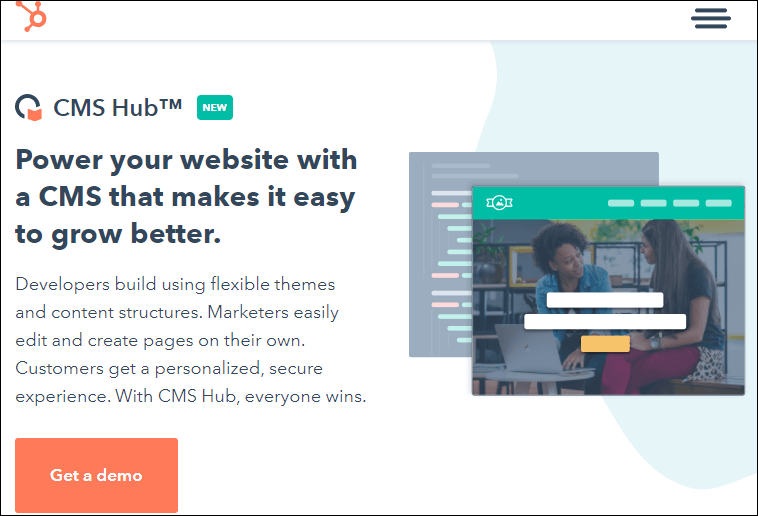 CMS Hub™ NEW
Power your website with
a CMS that makes it easy
to grow better.
Developers build using flexible themes
and content structures. Marketers easily
edit and create pages on their own.
Customers get a personalized, secure
experience. With CMS Hub, everyone wins.
Get a demo